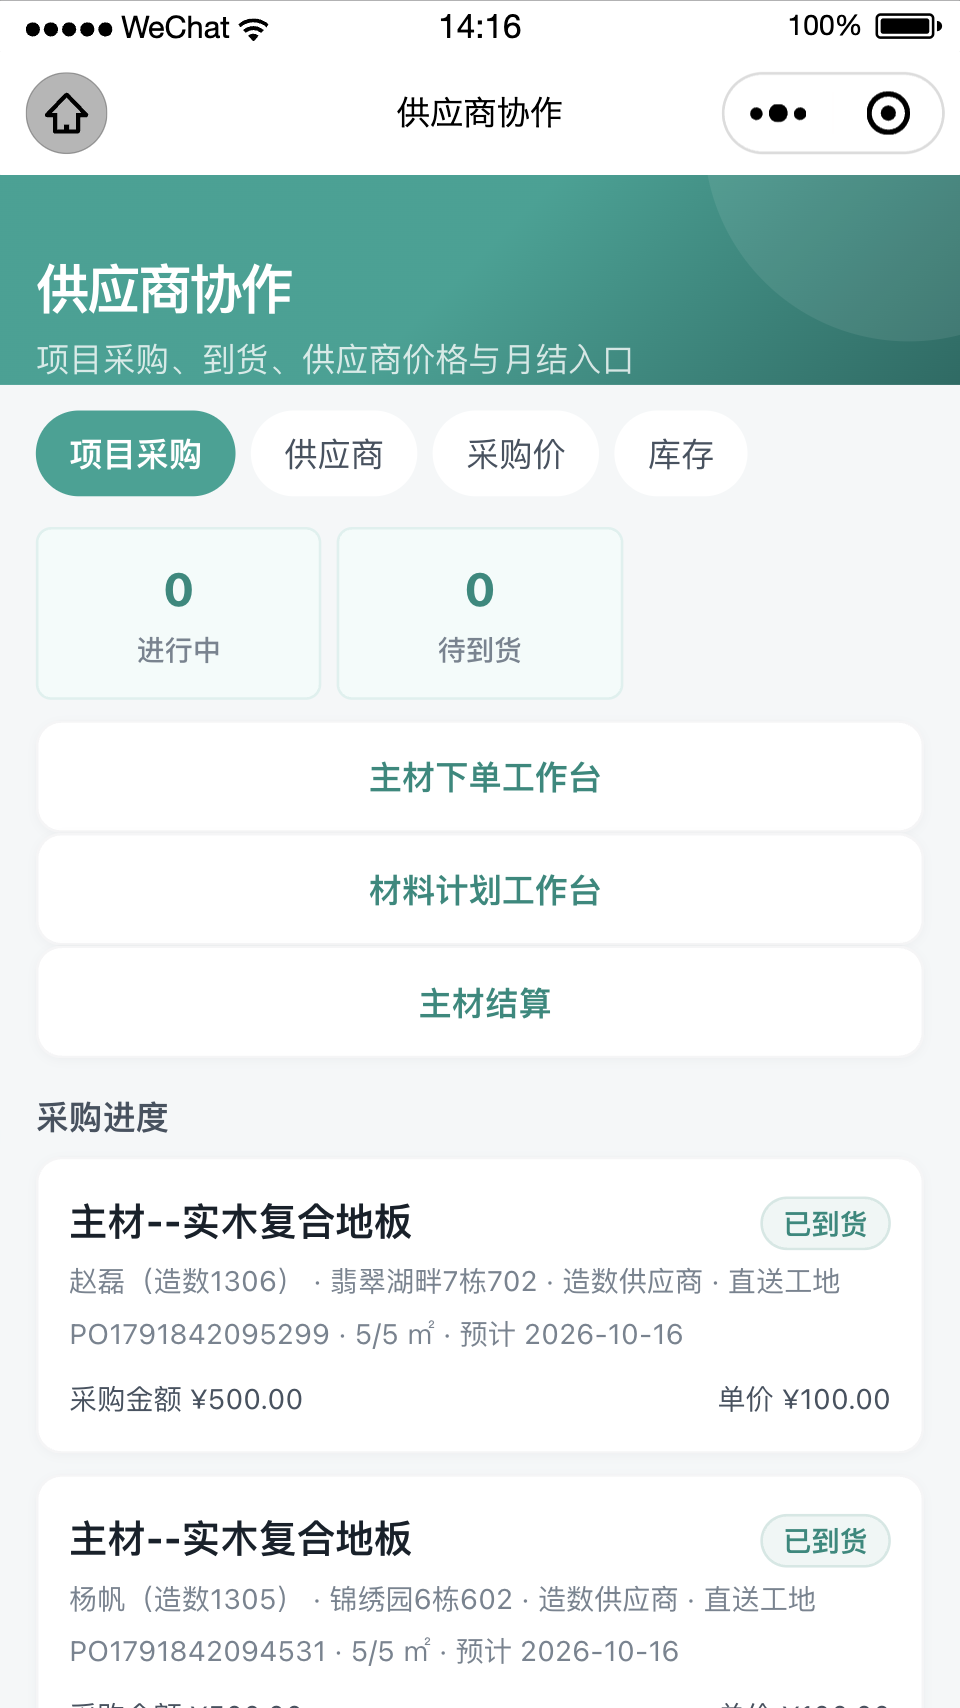 WeChat 14:16 100%
供应商协作
供应商协作
项目采购、到货、供应商价格与月结入口
项目采购 供应商 采购价 库存
0 0
进行中 待到货
主材下单工作台
材料计划工作台
主材结算
采购进度
主材--实木复合地板 已到货
赵磊（造数1306） · 翡翠湖畔7栋702 · 造数供应商 · 直送工地
PO1791842095299 · 5/5 ㎡ · 预计 2026-10-16
采购金额 ¥500.00 单价 ¥100.00
主材--实木复合地板 已到货
杨帆（造数1305） · 锦绣园6栋602 · 造数供应商 · 直送工地
PO1791842094531 · 5/5 ㎡ · 预计 2026-10-16